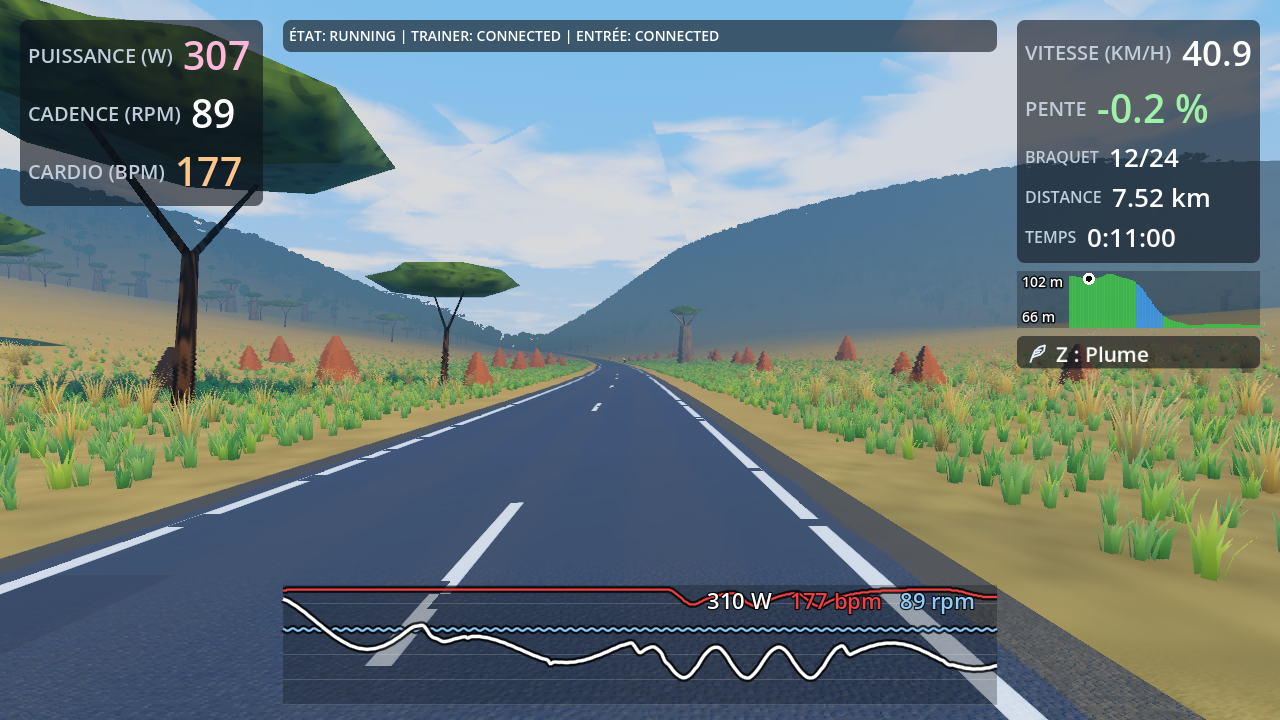 PUISSANCE (W) 307
CADENCE (RPM) 89
CARDIO (BPM) 177
ÉTAT: RUNNING | TRAINER: CONNECTED | ENTRÉE: CONNECTED
VITESSE (KM/H) 40.9
PENTE -0.2 %
BRAQUET 12/24
DISTANCE 7.52 km
TEMPS 0:11:00
102 m
66 m
Z : Plume
310 W 177 bpm 89 rpm